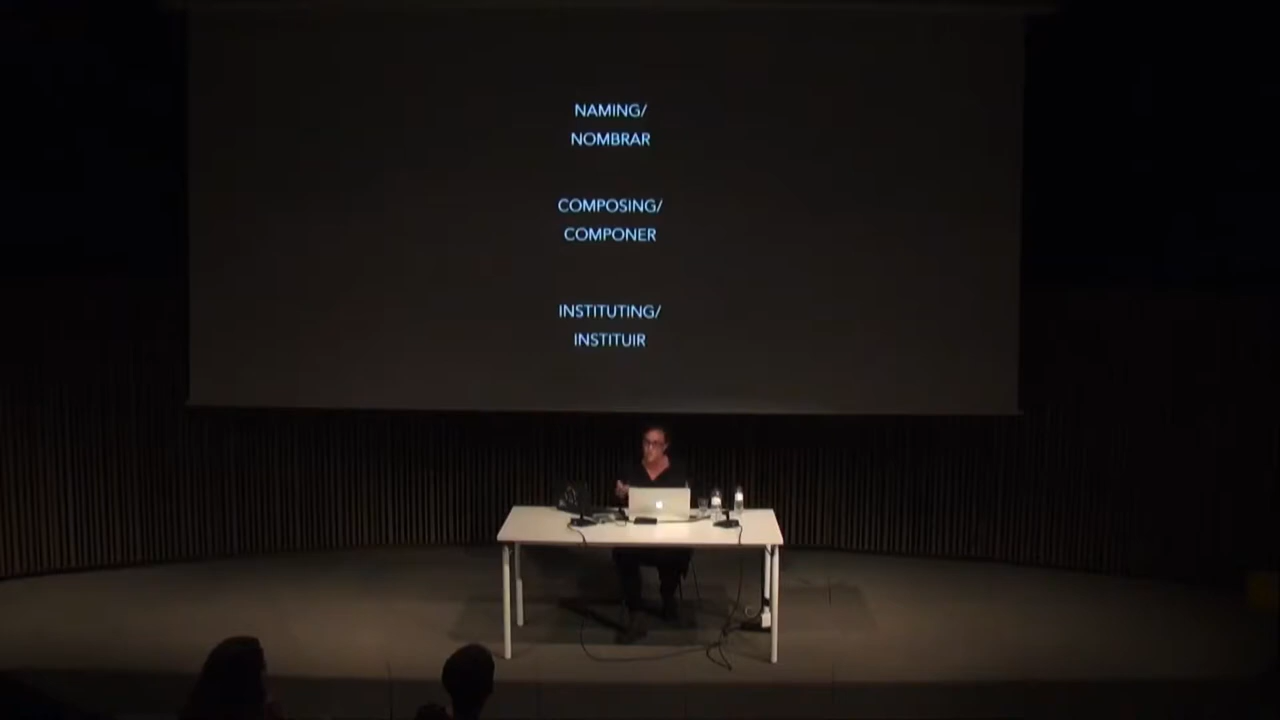 NAMING/
NOMBRAR
COMPOSING/
COMPONER
INSTITUTING/
INSTITUIR